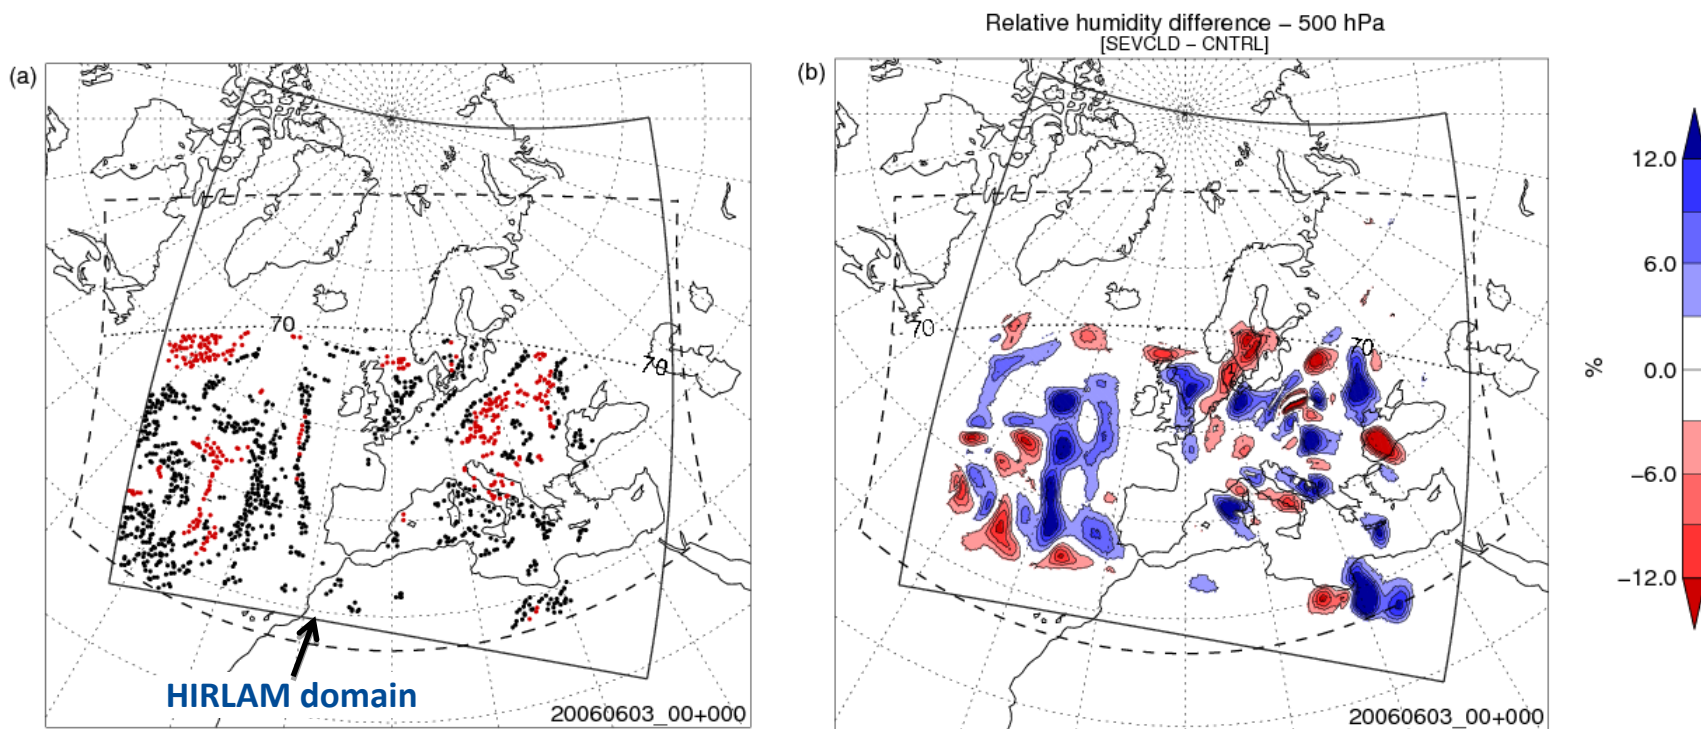 Relative humidity difference – 500 hPa
[SEVCLD – CNTRL]
(a)
(b)
70
70
70
70
HIRLAM domain
20060603_00+000
20060603_00+000
12.0
6.0
0.0
−6.0
−12.0
%